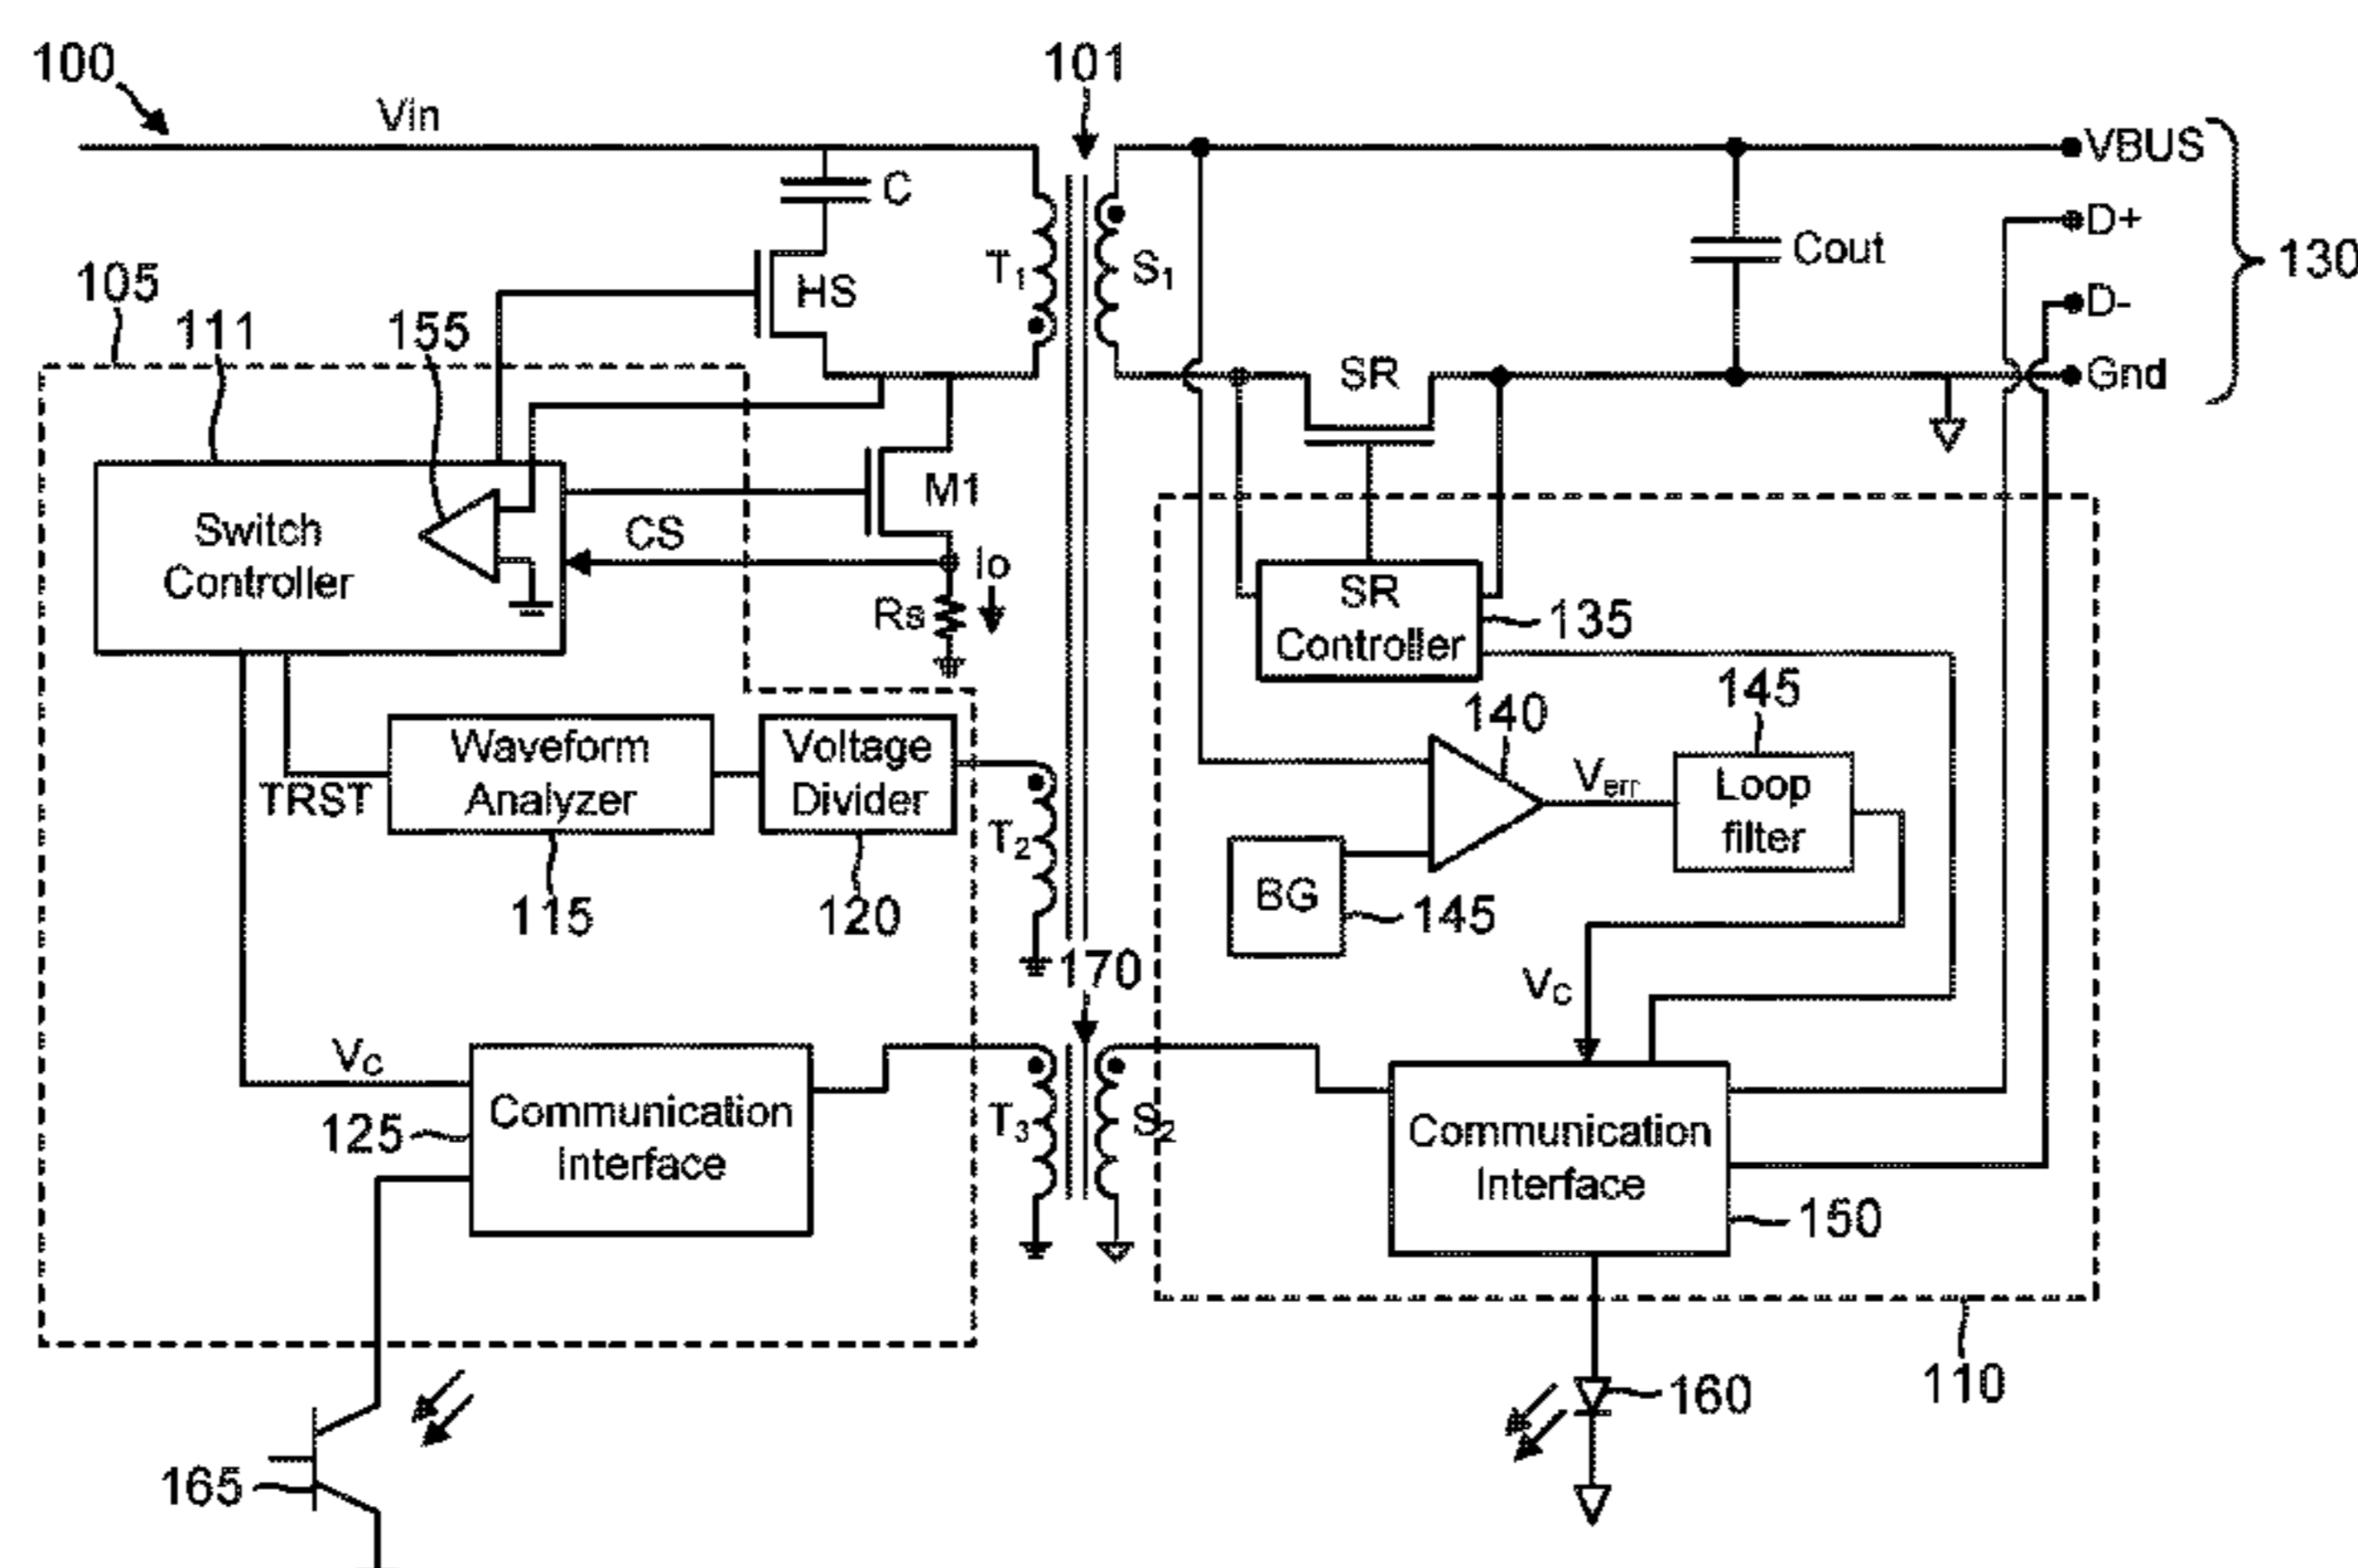 100
101
Vin
VBUS
C
D+
T1
S1
Cout
130
105
HS
D-
111
155
SR
Gnd
M1
Switch
Controller
CS
Io
SR
Controller
Rs
135
145
140
Waveform
Analyzer
Voltage
Divider
Verr
Loop
filter
TRST
T2
BG
115
120
145
170
VC
VC
Communication
Interface
125
T3
S2
Communication
Interface
150
160
110
165